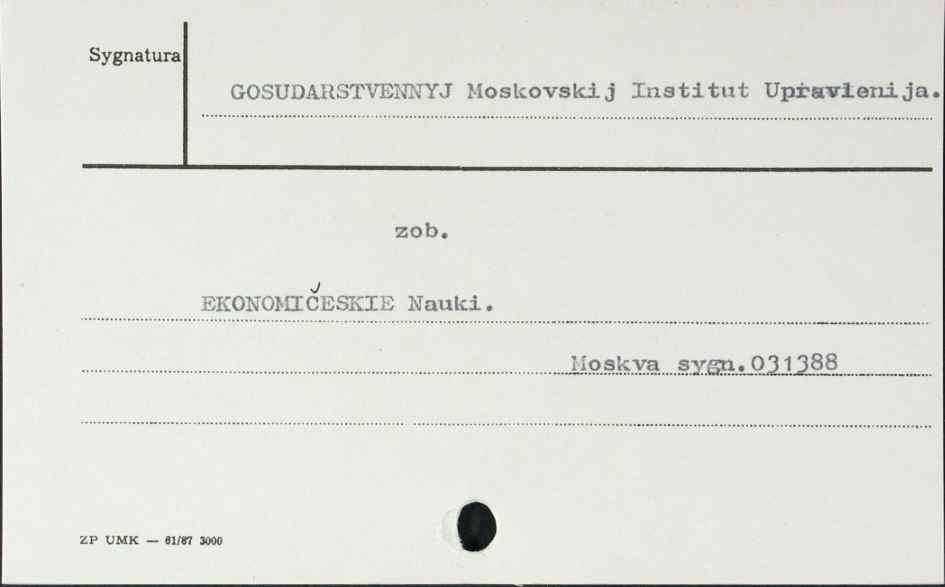 Sygnatura
GOSUDARSTVENNYJ Moskovskij Institut Upravlenija.
zob.
EKONOMIČESKIE Nauki.
Moskva sygn.031388
ZP UMK — 61/87 3000